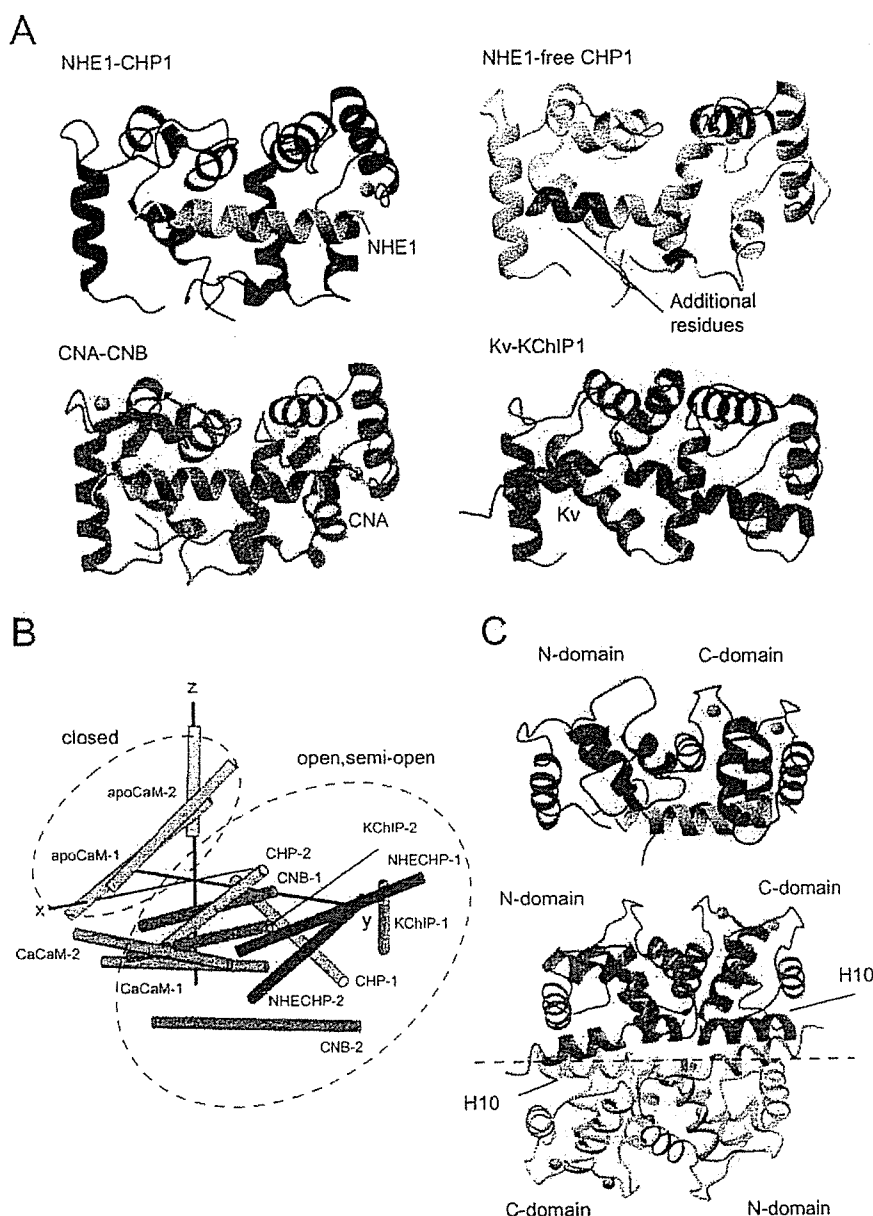 A
NHE1-CHP1
NHE1-free CHP1
NHE1
Additional
residues
CNA-CNB
Kv-KChIP1
CNA
Kv
B
z
closed
open,semi-open
apoCaM-2
KChIP-2
apoCaM-1
CHP-2
NHECHP-1
CNB-1
x
y
KChIP-1
CaCaM-2
CaCaM-1
CHP-1
NHECHP-2
CNB-2
C
N-domain
C-domain
N-domain
C-domain
H10
H10
C-domain
N-domain